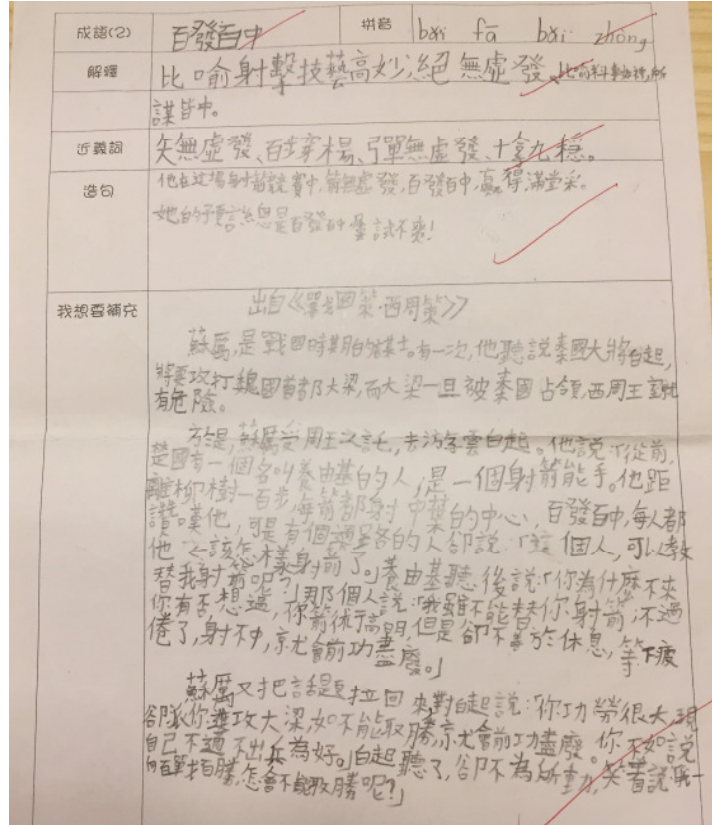 成語(2) 百發百中 拼音 bǎi fā bǎi zhòng
解釋 比喻射擊技藝高妙,絕無虛發、比喻料事如神,所
謀皆中。
近義詞 矢無虛發、百步穿楊、彈無虛發、十拿九穩。
造句 他在这場射箭競賽中,箭無虛發,百發百中,贏得滿堂采。
她的預言總是百發百中,屢試不爽!
我想要補充 出自《戰囯策·西周策》
蘇厲,是戰囯時期的謀士。有一次,他聽說秦國大將白起,
將要攻打魏國首都大梁,而大梁一旦被秦國占領,西周王室就
有危險。
於是,蘇厲受周王之託,去游說白起。他說:「從前,
楚國有一個名叫養由基的人,是一個射箭能手。他距
離柳樹一百步,每箭都射中葉的中心,百發百中,每人都
讚嘆他,可是有個過路的人卻說:「這個人,可以教
他該怎樣射箭了。」養由基聽後說:「你為什麼不來
替我射箭呢?」那個人說:「我雖不能替你射箭,不過
你有否想過,你箭術高明,但是卻不善於休息,等下疲
倦了,射不中,就會前功盡廢。」
蘇厲又把話題拉回來,對白起說:「你功勞很大,現
卻派你進攻大梁,如不能取勝,就會前功盡廢。你不如說
自己不適,不出兵為好。」白起聽了,卻不為所動,笑著說:「我一
向百戰百勝,怎會不能取勝呢?」